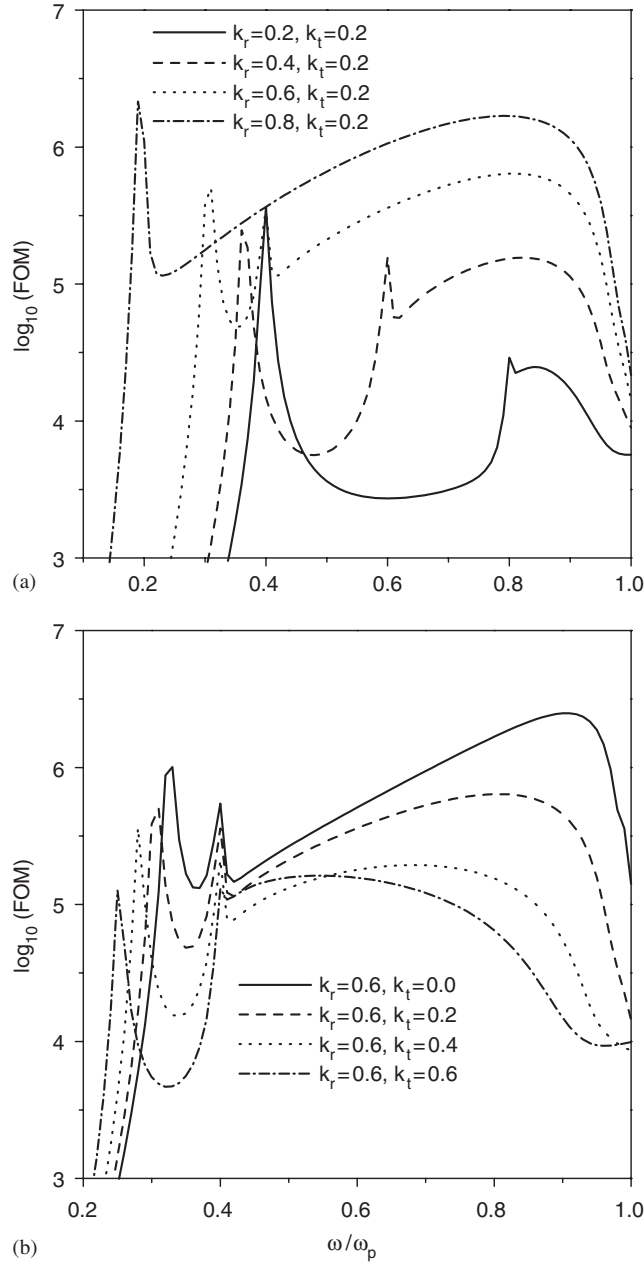 7
k_r=0.2, k_t=0.2
k_r=0.4, k_t=0.2
k_r=0.6, k_t=0.2
k_r=0.8, k_t=0.2
6
log₁₀ (FOM)
5
4
3
(a)
0.2 0.4 0.6 0.8 1.0
7
6
log₁₀ (FOM)
5
k_r=0.6, k_t=0.0
k_r=0.6, k_t=0.2
k_r=0.6, k_t=0.4
k_r=0.6, k_t=0.6
4
3
0.2 0.4 0.6 0.8 1.0
(b)
ω/ω_p